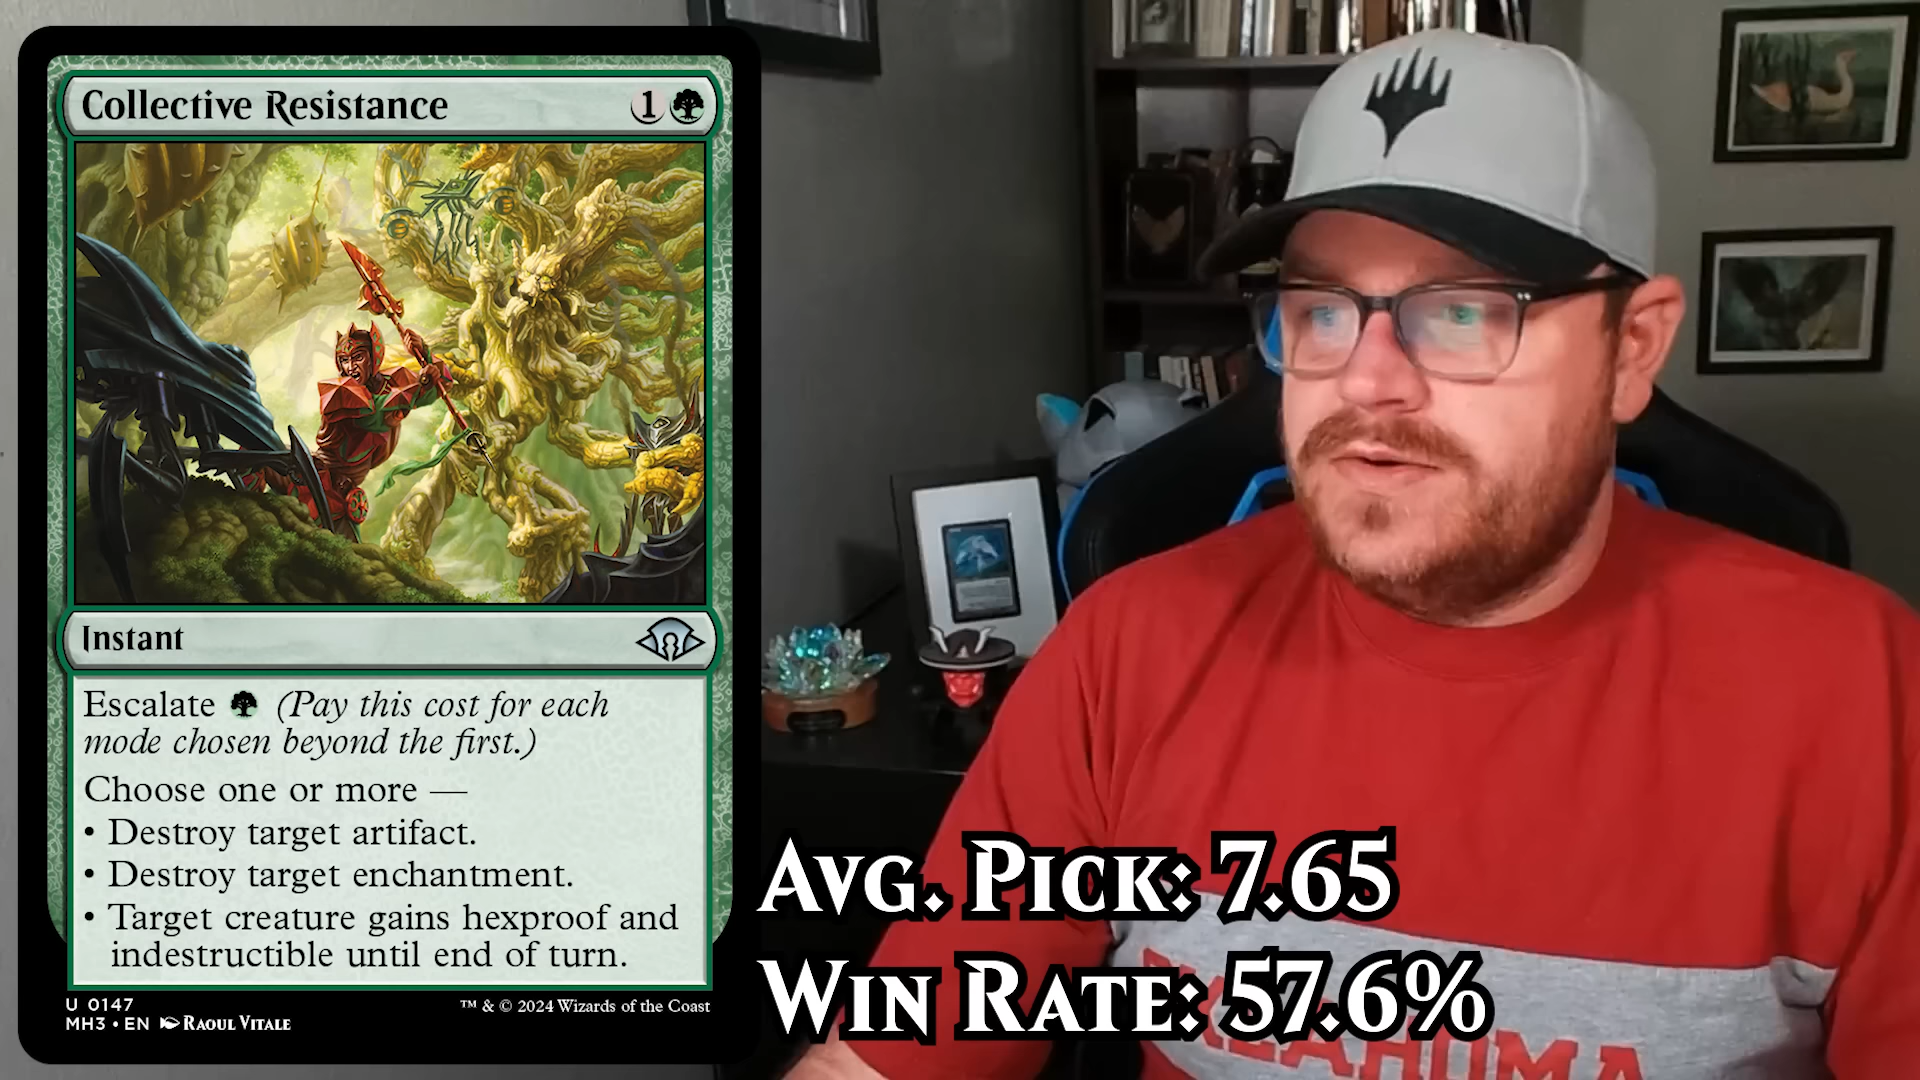 Collective Resistance 1
Instant
Escalate (Pay this cost for each
mode chosen beyond the first.)
Choose one or more —
• Destroy target artifact.
• Destroy target enchantment.
• Target creature gains hexproof and
indestructible until end of turn.
U 0147
MH3 • EN Raoul Vitale
™ & © 2024 Wizards of the Coast
Avg. Pick: 7.65
Win Rate: 57.6%
OKLAHOMA